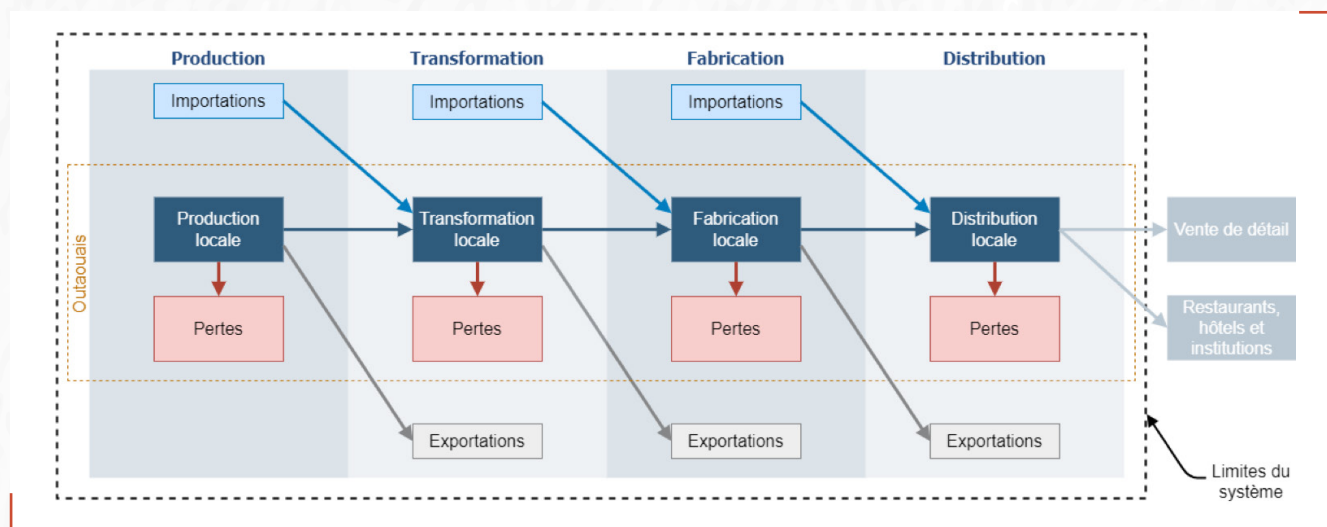 Production
Transformation
Fabrication
Distribution
Importations
Importations
Importations
Outaouais
Production
locale
Transformation
locale
Fabrication
locale
Distribution
locale
Vente de détail
Pertes
Pertes
Pertes
Pertes
Restaurants,
hôtels et
institutions
Exportations
Exportations
Exportations
Limites du
système